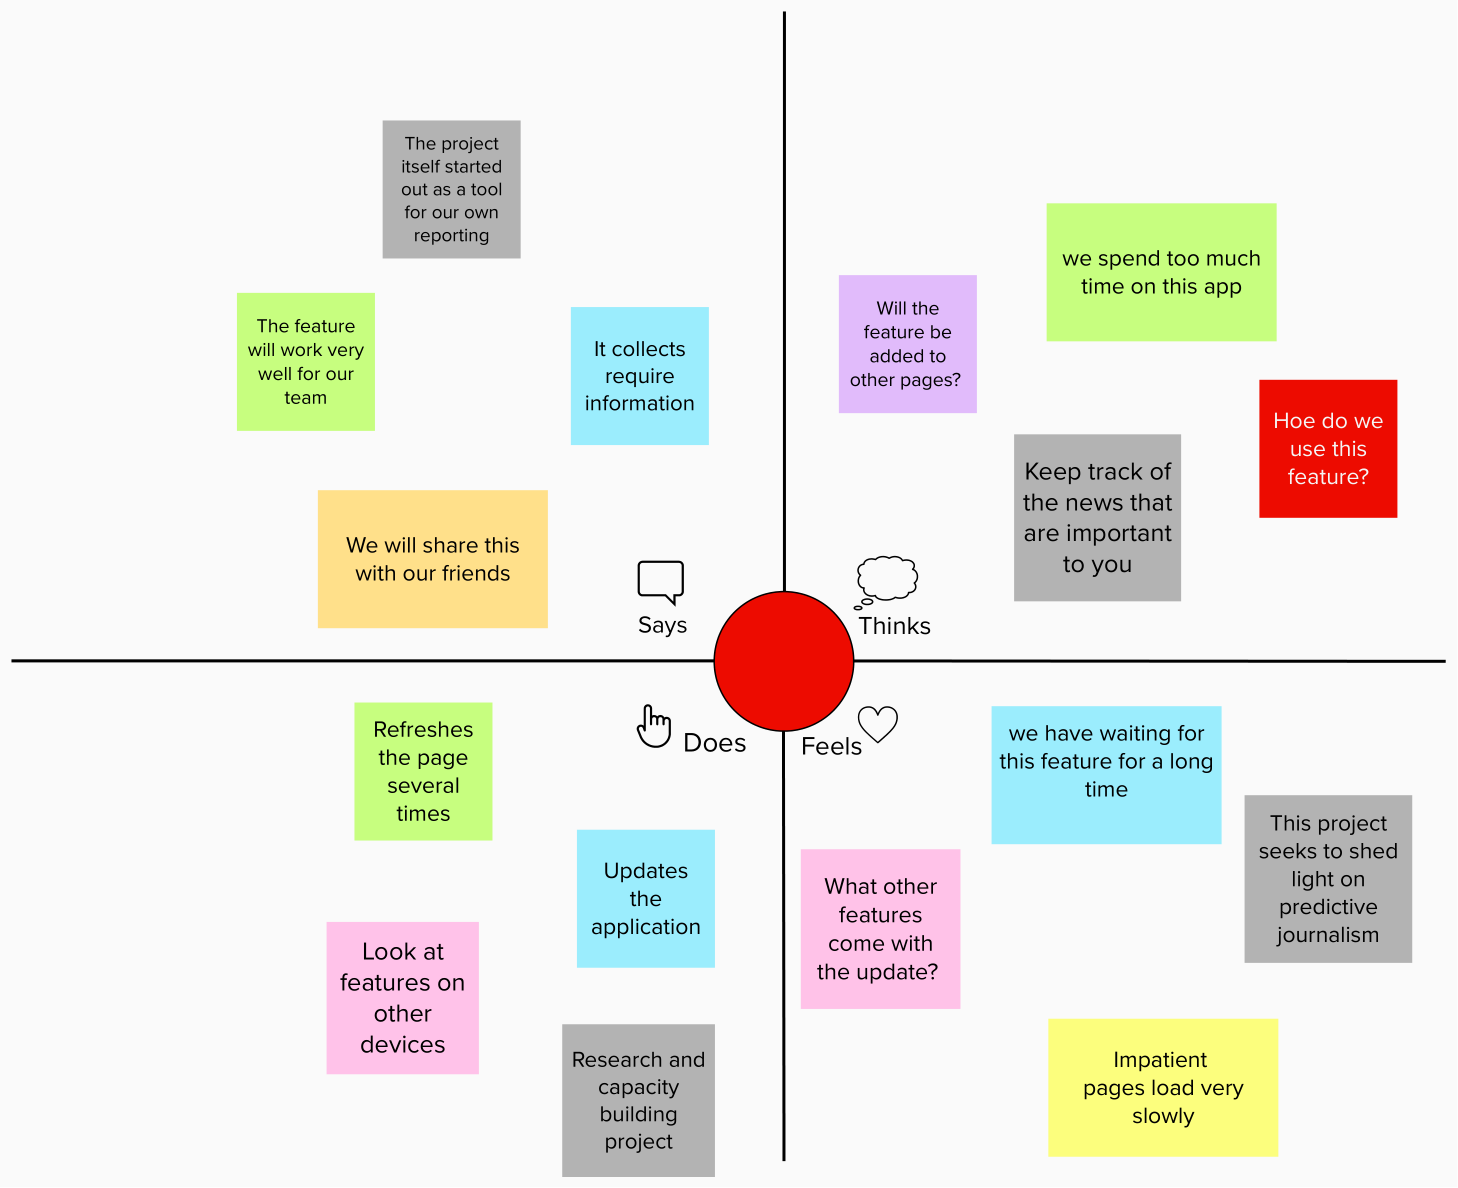 The project
itself started
out as a tool
for our own
reporting
The feature
will work very
well for our
team
It collects
require
information
We will share this
with our friends
Says
we spend too much
time on this app
Will the
feature be
added to
other pages?
Hoe do we
use this
feature?
Keep track of
the news that
are important
to you
Thinks
Refreshes
the page
several
times
Does
Updates
the
application
Look at
features on
other
devices
Research and
capacity
building
project
Feels
we have waiting for
this feature for a long
time
This project
seeks to shed
light on
predictive
journalism
What other
features
come with
the update?
Impatient
pages load very
slowly